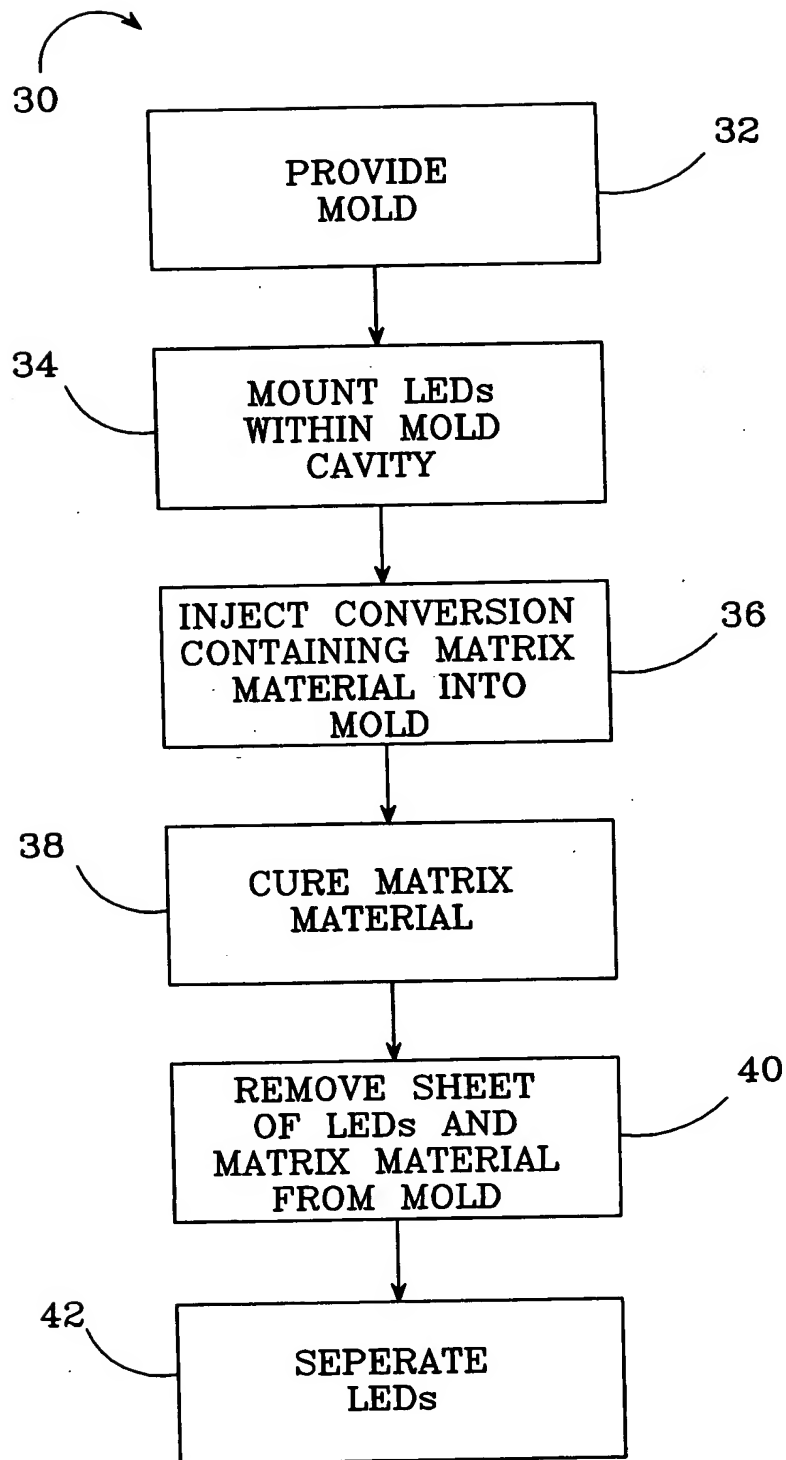 30
PROVIDE
MOLD
32
34
MOUNT LEDs
WITHIN MOLD
CAVITY
INJECT CONVERSION
CONTAINING MATRIX
MATERIAL INTO
MOLD
36
38
CURE MATRIX
MATERIAL
REMOVE SHEET
OF LEDs AND
MATRIX MATERIAL
FROM MOLD
40
42
SEPERATE
LEDs